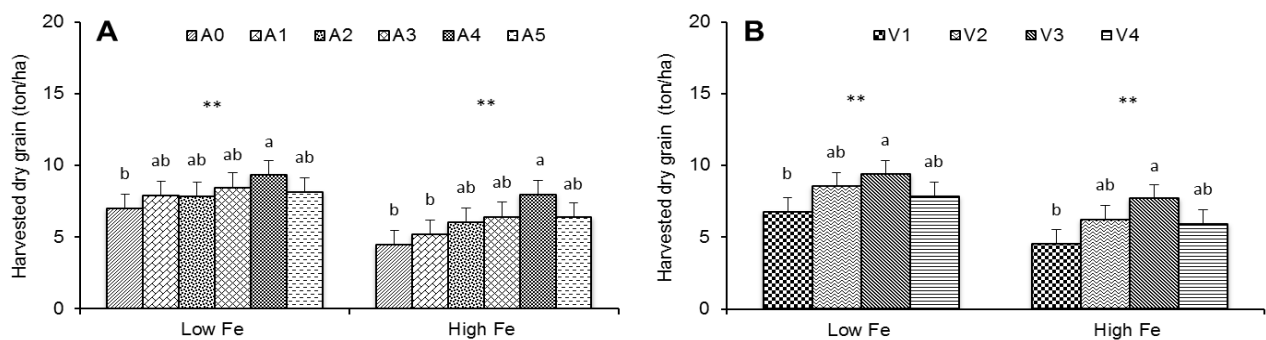 A
A0 A1 A2 A3 A4 A5
Harvested dry grain (ton/ha)
20
15
10
5
0
**
**
b ab ab ab a ab
b b ab ab a ab
Low Fe High Fe
B
V1 V2 V3 V4
Harvested dry grain (ton/ha)
20
15
10
5
0
**
**
b ab a ab
b ab a ab
Low Fe High Fe